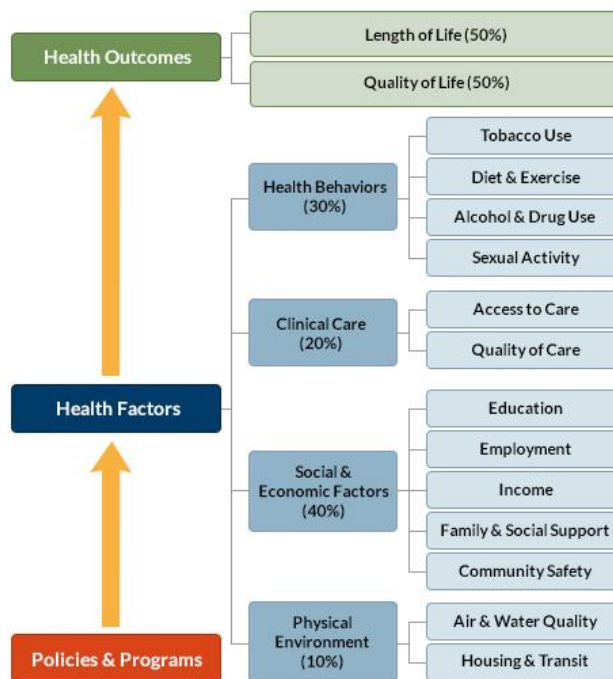 Health Outcomes
Length of Life (50%)
Quality of Life (50%)
Health Factors
Health Behaviors
(30%)
Tobacco Use
Diet & Exercise
Alcohol & Drug Use
Sexual Activity
Clinical Care
(20%)
Access to Care
Quality of Care
Social &
Economic Factors
(40%)
Education
Employment
Income
Family & Social Support
Community Safety
Physical
Environment
(10%)
Air & Water Quality
Housing & Transit
Policies & Programs